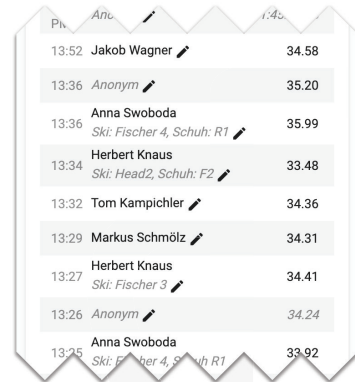 13:52 Jakob Wagner 34.58
13:36 Anonym 35.20
13:36 Anna Swoboda 35.99
Ski: Fischer 4, Schuh: R1
13:34 Herbert Knaus 33.48
Ski: Head2, Schuh: F2
13:32 Tom Kampichler 34.36
13:29 Markus Schmölz 34.31
13:27 Herbert Knaus 34.41
Ski: Fischer 3
13:26 Anonym 34.24
13:25 Anna Swoboda 33.92
Ski: 4, R1